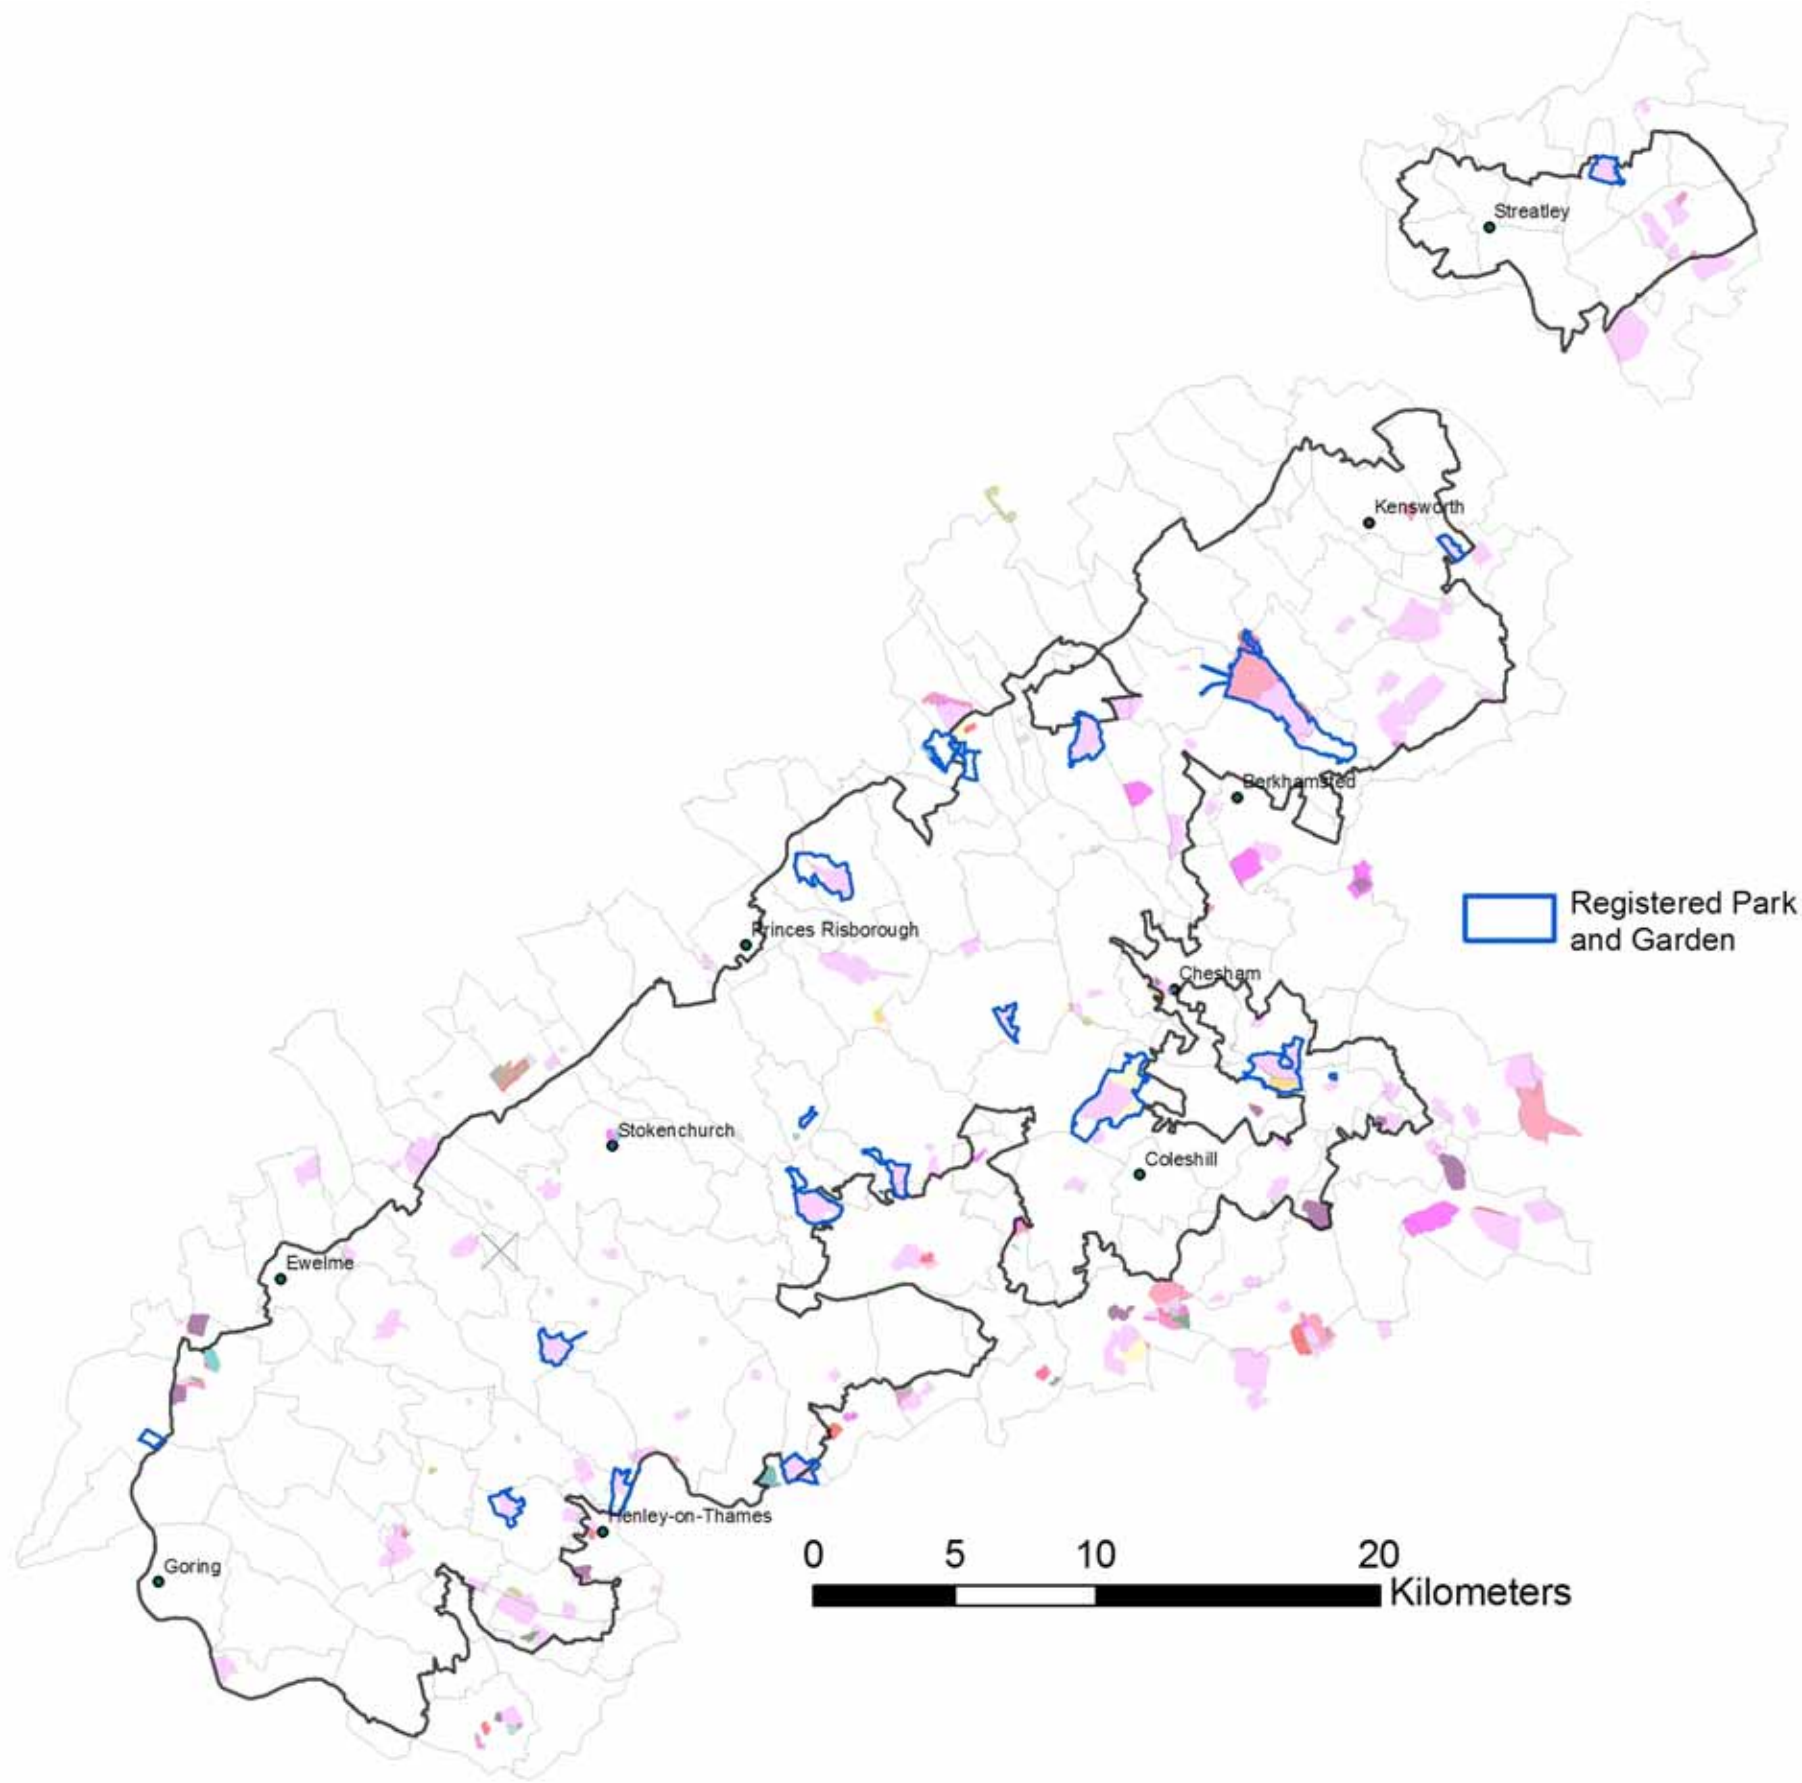 Streatley
Kensworth
Berkhamsted
Registered Park
and Garden
Princes Risborough
Chesham
Stokenchurch
Coleshill
Ewelme
Henley-on-Thames
0 5 10 20
Kilometers
Goring